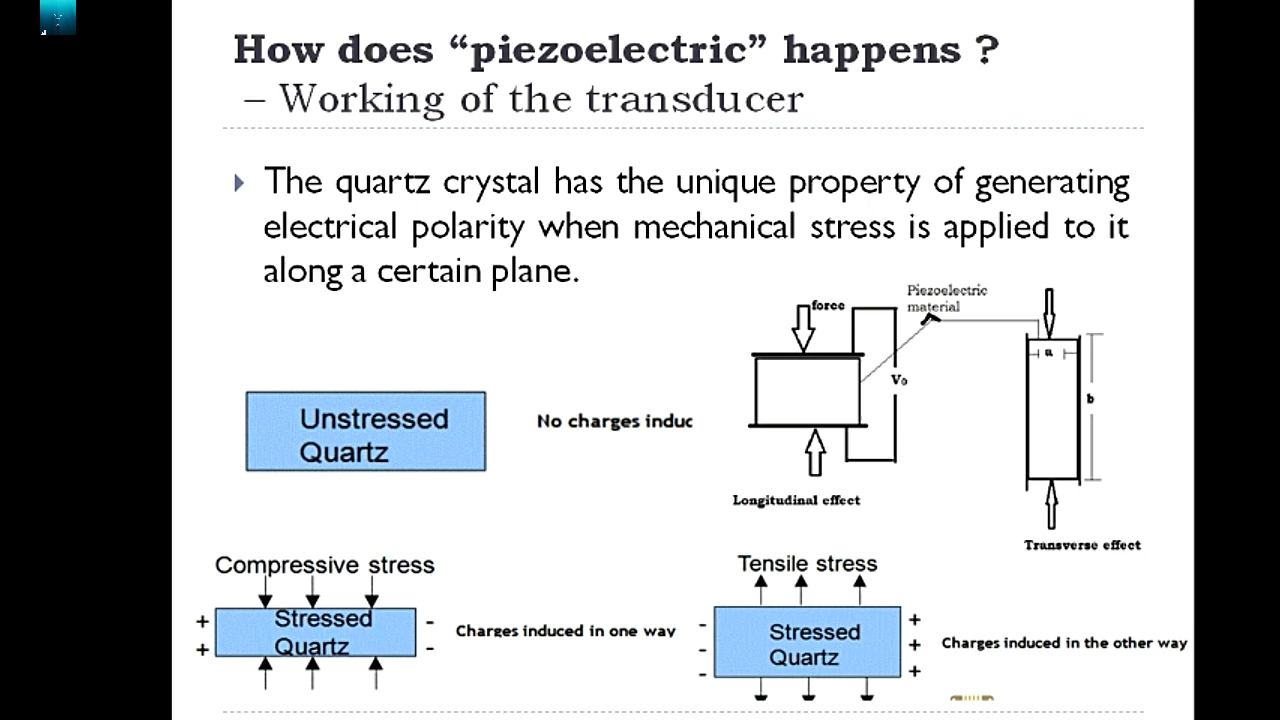 How does “piezoelectric” happens ?
– Working of the transducer
The quartz crystal has the unique property of generating
electrical polarity when mechanical stress is applied to it
along a certain plane.
Piezoelectric
material
force
a
Vo
b
Unstressed
Quartz
No charges induc
Longitudinal effect
Transverse effect
Compressive stress
+ Stressed -
+ Quartz -
Charges induced in one way
Tensile stress
- +
- Stressed +
Quartz
- +
Charges induced in the other way